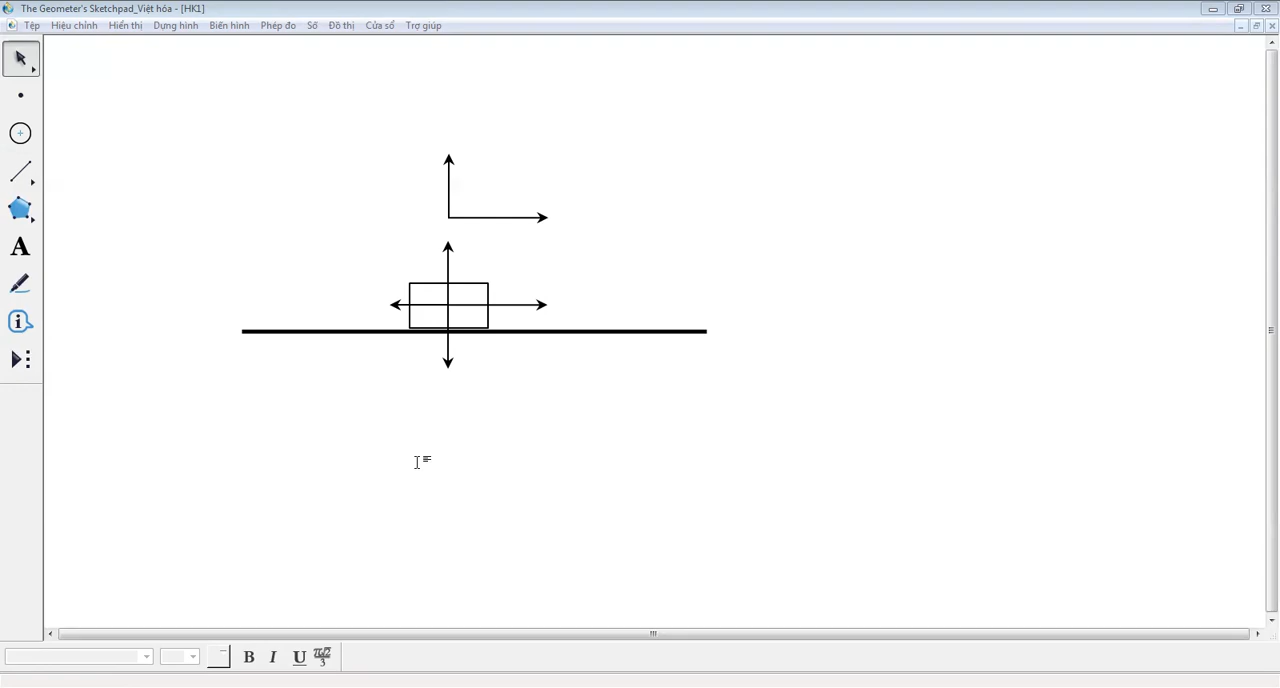 The Geometer's Sketchpad_Việt hóa - [HK1]
Tệp Hiệu chỉnh Hiển thị Dựng hình Biến hình Phép đo Số Đồ thị Cửa sổ Trợ giúp
A
i
B I U